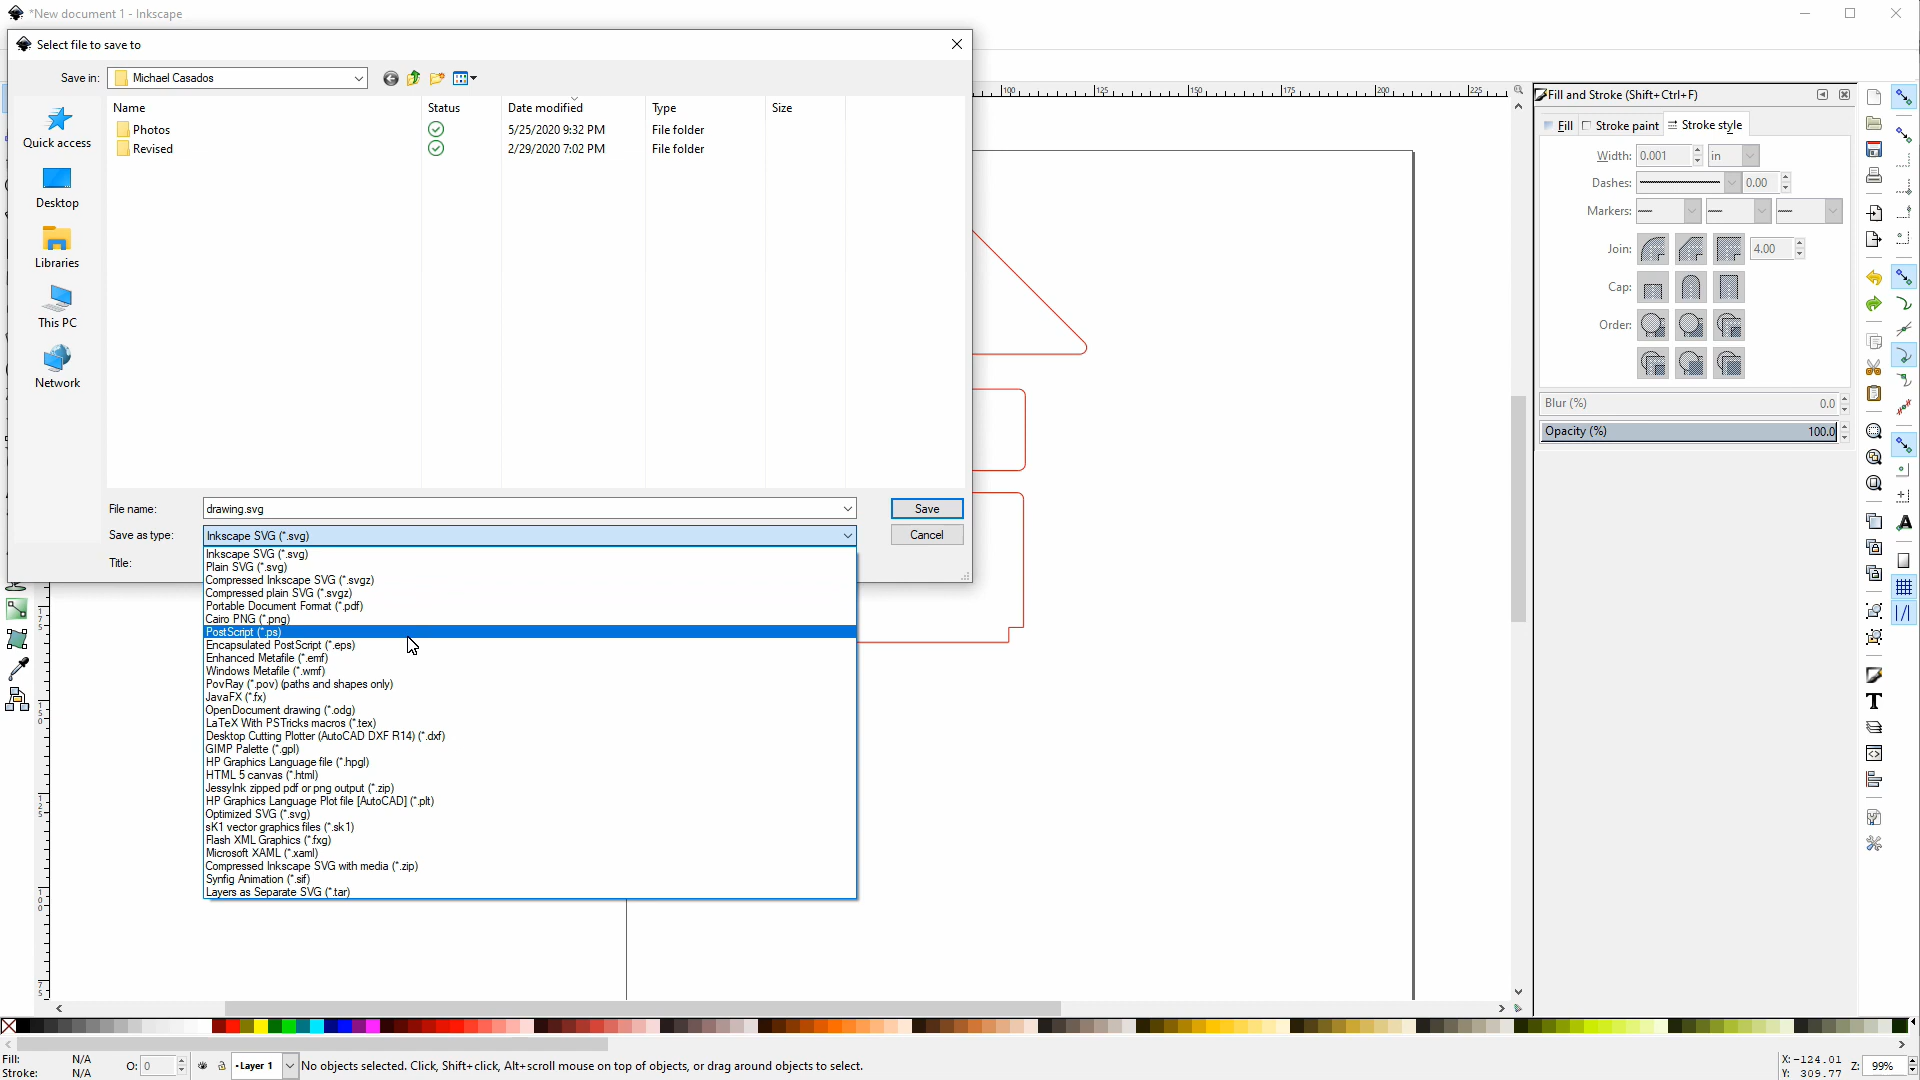 *New document 1 - Inkscape
Select file to save to
Save in:
Michael Casados
Name
Status
Date modified
Type
Size
Photos
5/25/2020 9:32 PM
File folder
Revised
2/29/2020 7:02 PM
File folder
Quick access
Desktop
Libraries
This PC
Network
File name:
drawing.svg
Save
Save as type:
Inkscape SVG (*.svg)
Cancel
Title:
Inkscape SVG (*.svg)
Plain SVG (*.svg)
Compressed Inkscape SVG (*.svgz)
Compressed plain SVG (*.svgz)
Portable Document Format (*.pdf)
Cairo PNG (*.png)
PostScript (*.ps)
Encapsulated PostScript (*.eps)
Enhanced Metafile (*.emf)
Windows Metafile (*.wmf)
PovRay (*.pov) (paths and shapes only)
JavaFX (*.fx)
OpenDocument drawing (*.odg)
LaTeX With PSTricks macros (*.tex)
Desktop Cutting Plotter (AutoCAD DXF R14) (*.dxf)
GIMP Palette (*.gpl)
HP Graphics Language file (*.hpgl)
HTML 5 canvas (*.html)
JessyInk zipped pdf or png output (*.zip)
HP Graphics Language Plot file [AutoCAD] (*.plt)
Optimized SVG (*.svg)
sK1 vector graphics files (*.sk1)
Flash XML Graphics (*.fxg)
Microsoft XAML (*.xaml)
Compressed Inkscape SVG with media (*.zip)
Synfig Animation (*.sif)
Layers as Separate SVG (*.tar)
100
125
150
175
200
225
175
150
125
100
75
Fill and Stroke (Shift+Ctrl+F)
Fill
Stroke paint
Stroke style
Width:
0.001
in
Dashes:
0.00
Markers:
Join:
4.00
Cap:
Order:
Blur (%)
0.0
Opacity (%)
100.0
Fill:
N/A
Stroke:
N/A
O:
0
•Layer 1
No objects selected. Click, Shift+click, Alt+scroll mouse on top of objects, or drag around objects to select.
X:-124.01
Y: 309.77
Z:
99%